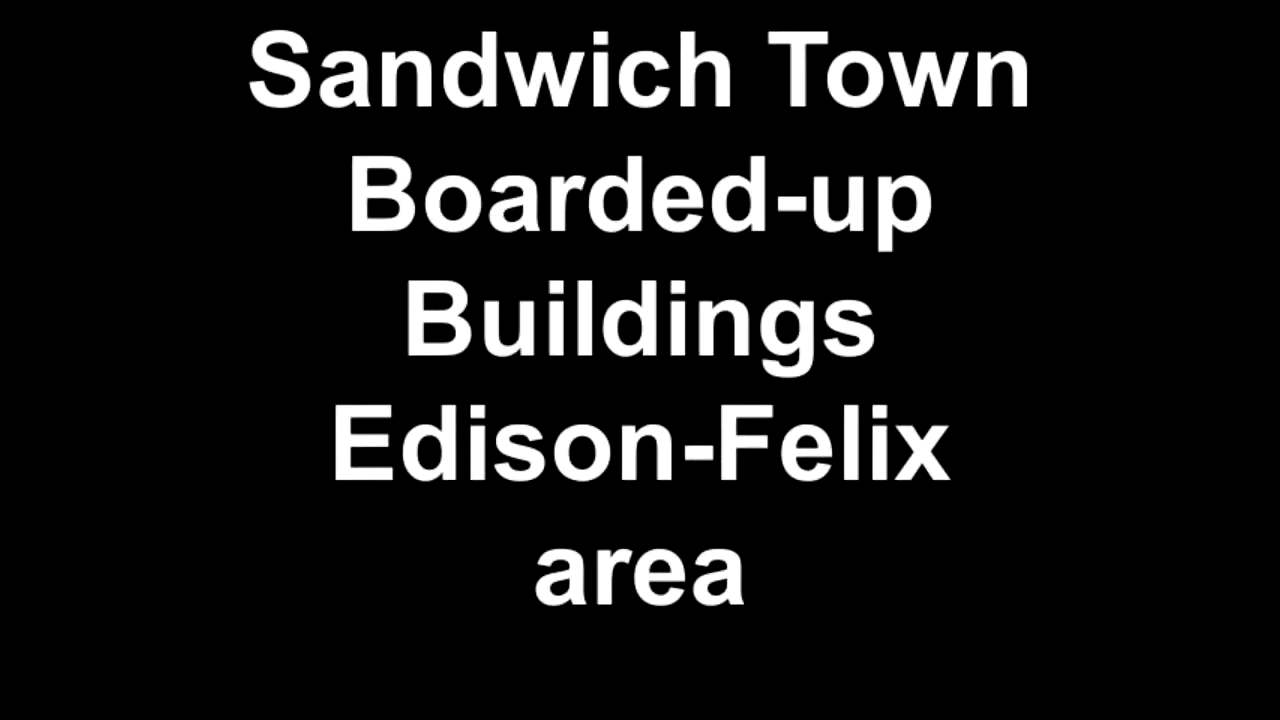 Sandwich Town
Boarded-up
Buildings
Edison-Felix
area